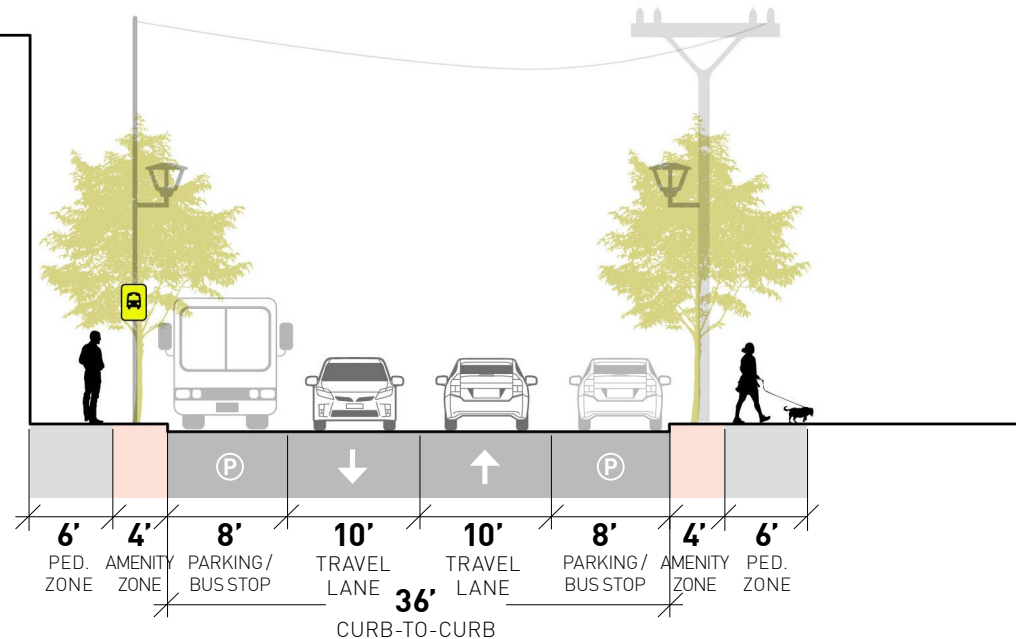 P
P
6’ 4’ 8’ 10’ 10’ 8’ 4’ 6’
PED. ZONE
AMENITY ZONE
PARKING / BUS STOP
TRAVEL LANE
TRAVEL LANE
PARKING / BUS STOP
AMENITY ZONE
PED. ZONE
36’
CURB-TO-CURB